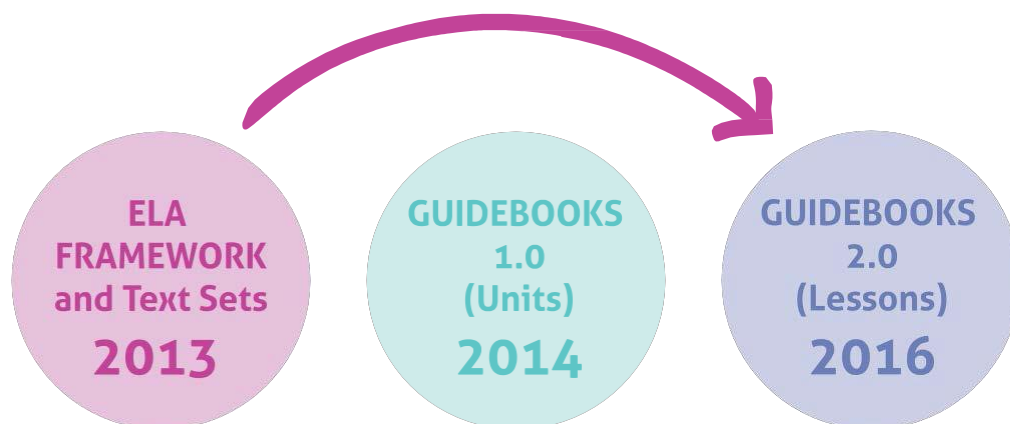 ELA
FRAMEWORK
and Text Sets
2013
GUIDEBOOKS
1.0
(Units)
2014
GUIDEBOOKS
2.0
(Lessons)
2016